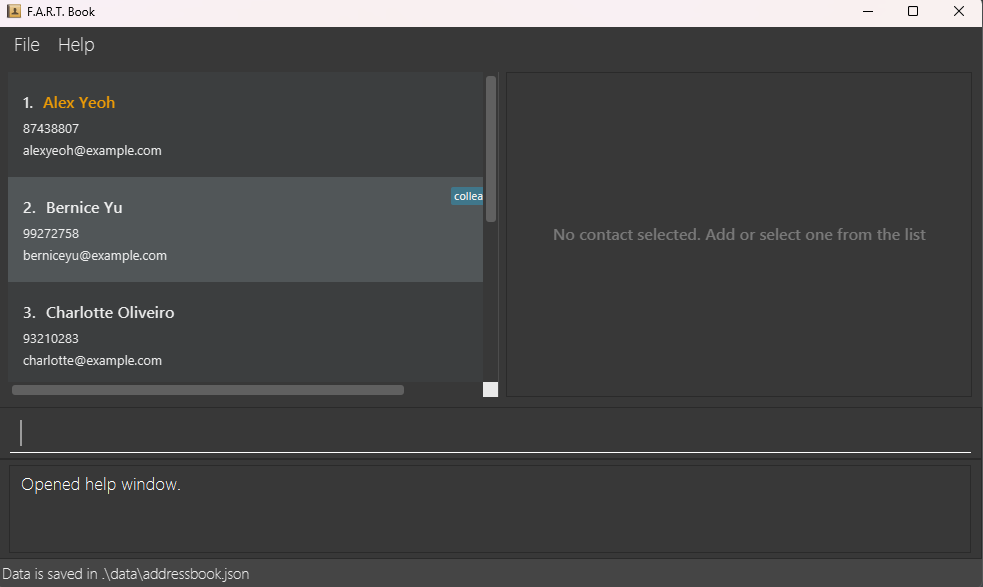 F.A.R.T. Book
File Help
1. Alex Yeoh
87438807
alexyeoh@example.com
collea
2. Bernice Yu
99272758
berniceyu@example.com
3. Charlotte Oliveiro
93210283
charlotte@example.com
No contact selected. Add or select one from the list
Opened help window.
Data is saved in .\data\addressbook.json